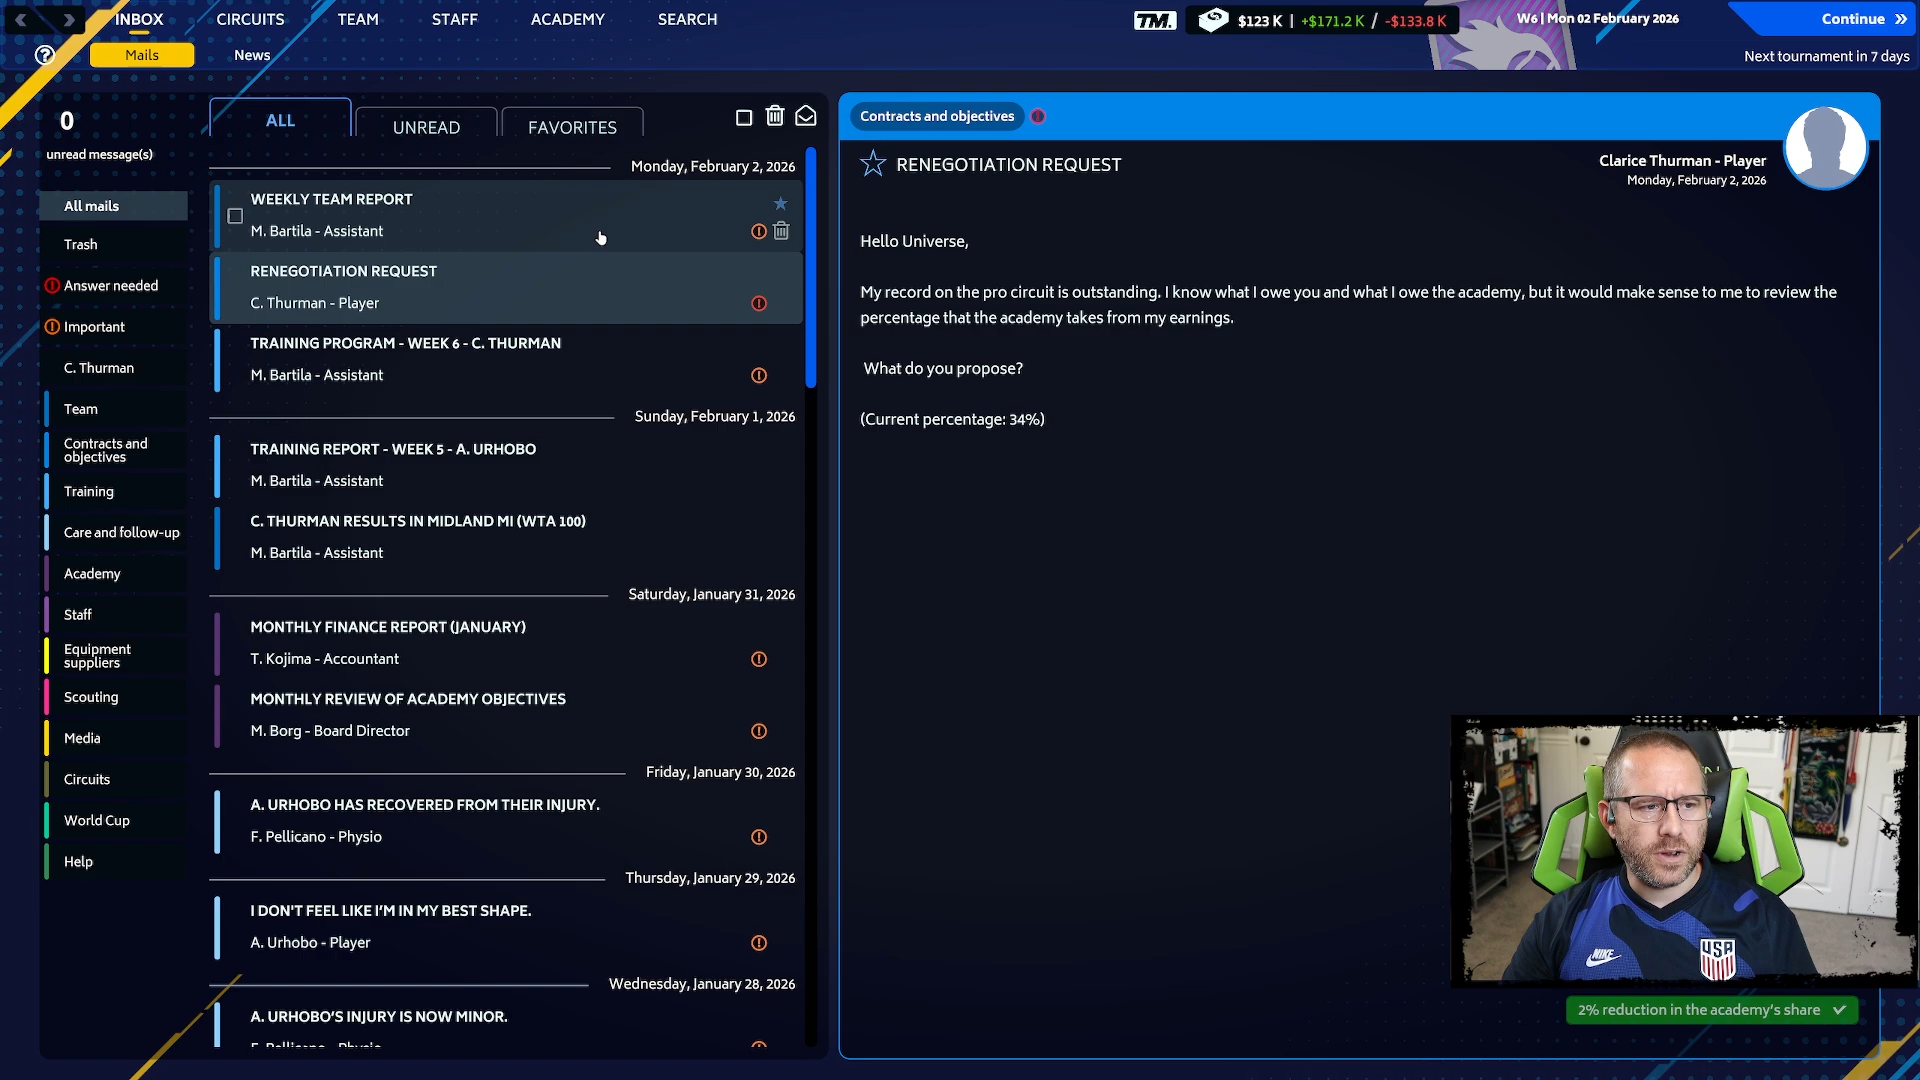 INBOX
CIRCUITS
TEAM
STAFF
ACADEMY
SEARCH
TM.
$123 K | +$171.2 K / -$133.8 K
W6 | Mon 02 February 2026
Continue
Mails
News
Next tournament in 7 days
0
unread message(s)
All mails
Trash
Answer needed
Important
C. Thurman
Team
Contracts and
objectives
Training
Care and follow-up
Academy
Staff
Equipment
suppliers
Scouting
Media
Circuits
World Cup
Help
ALL
UNREAD
FAVORITES
Monday, February 2, 2026
WEEKLY TEAM REPORT
M. Bartila - Assistant
RENEGOTIATION REQUEST
C. Thurman - Player
TRAINING PROGRAM - WEEK 6 - C. THURMAN
M. Bartila - Assistant
Sunday, February 1, 2026
TRAINING REPORT - WEEK 5 - A. URHOBO
M. Bartila - Assistant
C. THURMAN RESULTS IN MIDLAND MI (WTA 100)
M. Bartila - Assistant
Saturday, January 31, 2026
MONTHLY FINANCE REPORT (JANUARY)
T. Kojima - Accountant
MONTHLY REVIEW OF ACADEMY OBJECTIVES
M. Borg - Board Director
Friday, January 30, 2026
A. URHOBO HAS RECOVERED FROM THEIR INJURY.
F. Pellicano - Physio
Thursday, January 29, 2026
I DON'T FEEL LIKE I'M IN MY BEST SHAPE.
A. Urhobo - Player
Wednesday, January 28, 2026
A. URHOBO'S INJURY IS NOW MINOR.
F. Pellicano - Physio
Contracts and objectives
RENEGOTIATION REQUEST
Clarice Thurman - Player
Monday, February 2, 2026
Hello Universe,
My record on the pro circuit is outstanding. I know what I owe you and what I owe the academy, but it would make sense to me to review the
percentage that the academy takes from my earnings.
What do you propose?
(Current percentage: 34%)
NIKE
USA
2% reduction in the academy's share